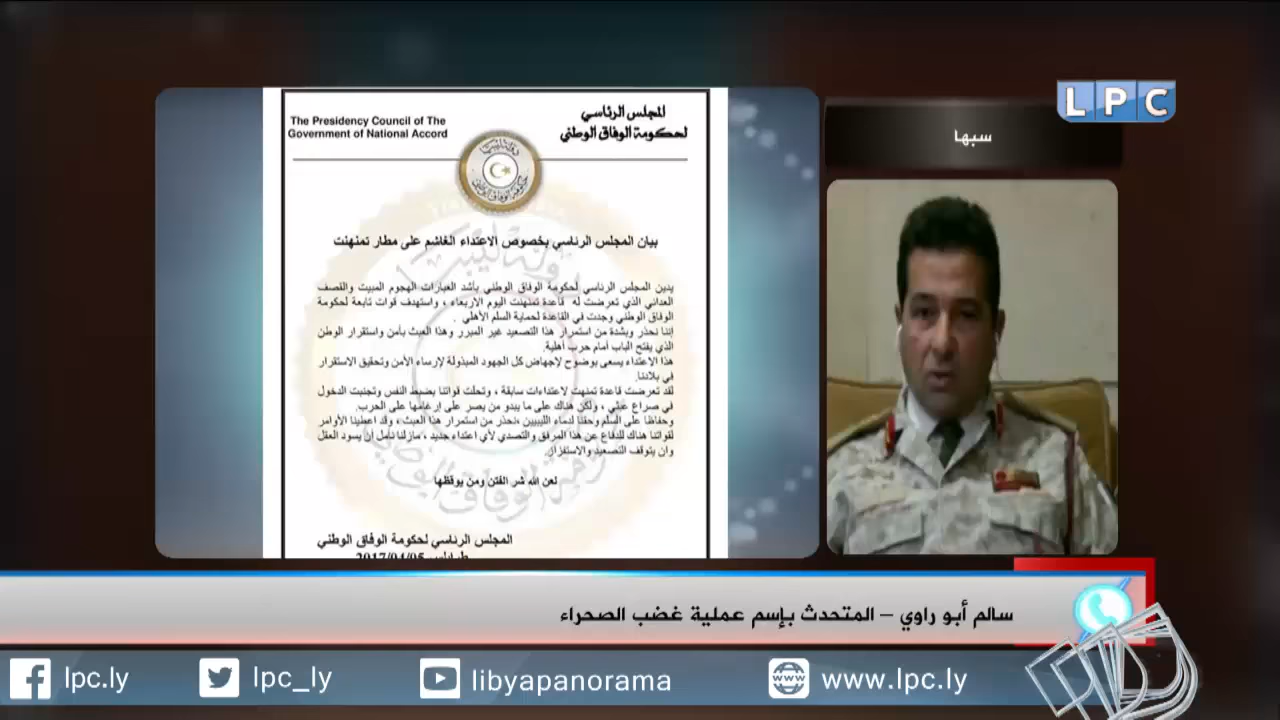 LPC
سبها
The Presidency Council of The
Government of National Accord
المجلس الرئاسي
لحكومة الوفاق الوطني
بيان المجلس الرئاسي بخصوص الاعتداء الغاشم على مطار تمنهنت
يدين المجلس الرئاسي لحكومة الوفاق الوطني بأشد العبارات الهجوم المبيت والقصف
العدائي الذي تعرضت له قاعدة تمنهنت اليوم الاربعاء ، واستهدف قوات تابعة لحكومة
الوفاق الوطني وجدت في القاعدة لحماية السلم الأهلي .
إننا نحذر وبشدة من استمرار هذا التصعيد غير المبرر وهذا العبث بأمن واستقرار الوطن
الذي يفتح الباب أمام حرب أهلية.
هذا الاعتداء يسعى بوضوح لإجهاض كل الجهود المبذولة لإرساء الأمن وتحقيق الاستقرار
في بلادنا.
لقد تعرضت قاعدة تمنهت لاعتداءات سابقة ، وتحلت قواتنا بضبط النفس وتجنبت الدخول
في صراع عبثي ، ولكن هناك على ما يبدو من يصر على إرغامها على الحرب.
وحفاظا على السلم وحقنا لدماء الليبيين ،نحذر من استمرار هذا العبث ، وقد اعطينا الأوامر
لقواتنا هناك للدفاع عن هذا المرفق والتصدي لأي اعتداء جديد ، مازلنا نأمل أن يسود العقل
وان يتوقف التصعيد والاستفزاز.
لعن الله شر الفتن ومن يوقظها
المجلس الرئاسي لحكومة الوفاق الوطني
طرابلس 2017/04/05
سالم أبو راوي – المتحدث بإسم عملية غضب الصحراء
lpc.ly
lpc_ly
libyapanorama
www.lpc.ly